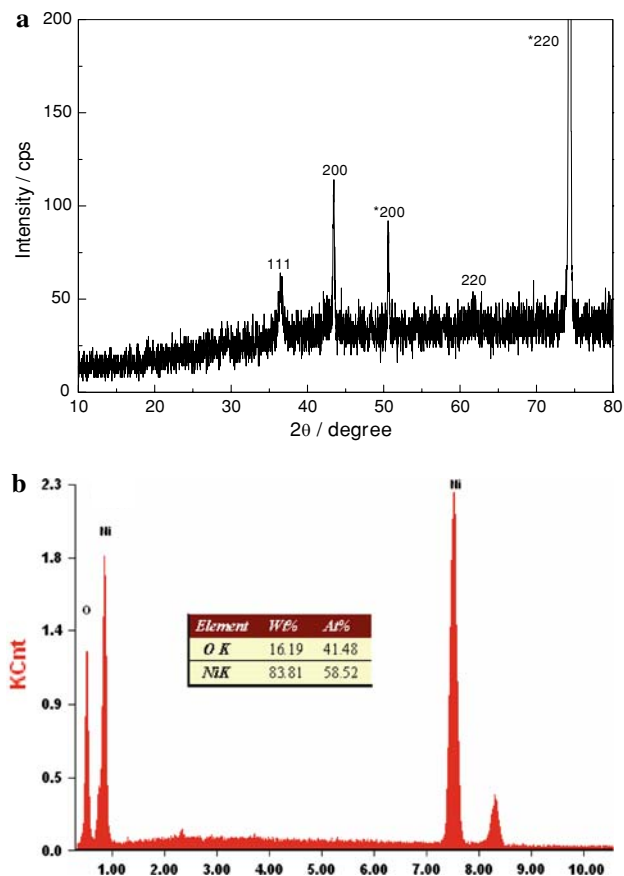 a
200
150
100
50
0
Intensity / cps
111
200
*200
220
*220
10 20 30 40 50 60 70 80
2θ / degree
b
2.3
1.8
1.4
0.9
0.5
0.0
KCnt
O
Ni
Ni
Element Wt% At%
O K 16.19 41.48
NiK 83.81 58.52
1.00 2.00 3.00 4.00 5.00 6.00 7.00 8.00 9.00 10.00